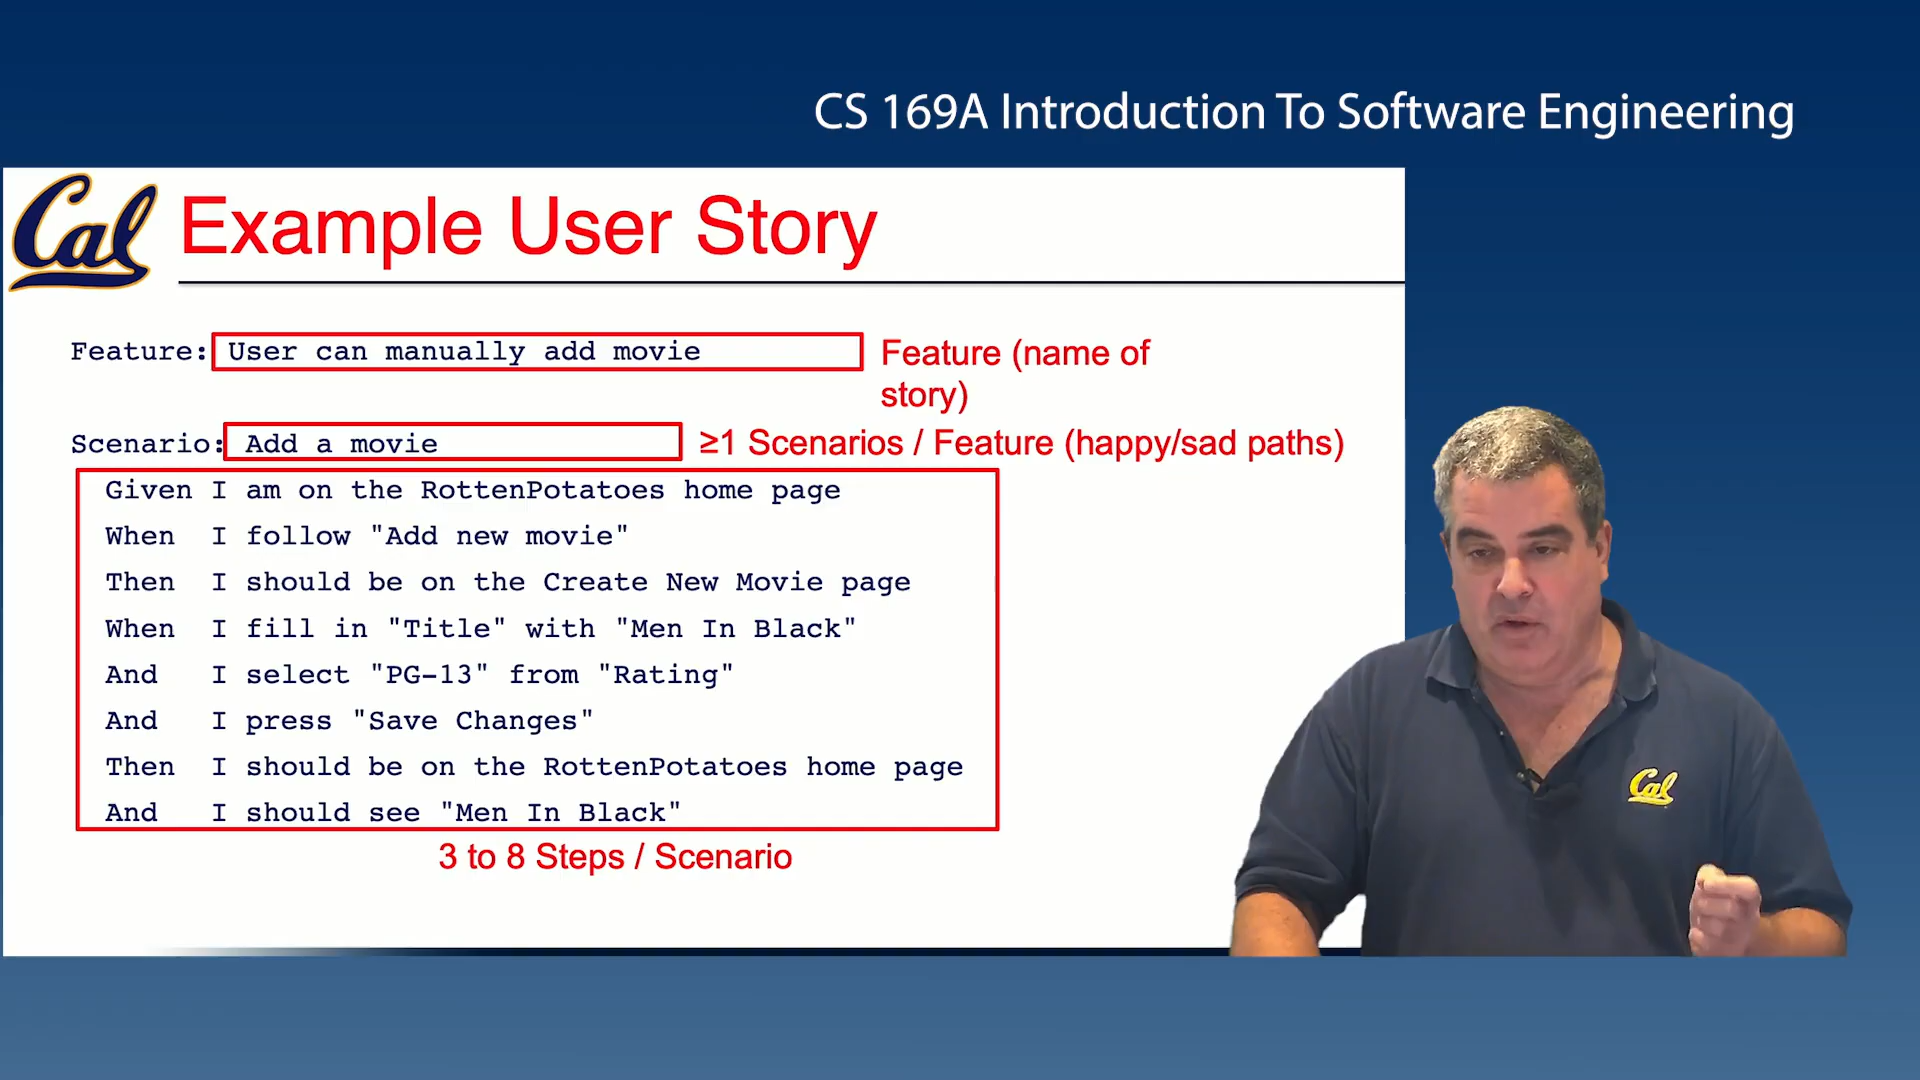 CS 169A Introduction To Software Engineering
Cal
Example User Story
Feature: User can manually add movie
Feature (name of
story)
Scenario: Add a movie
≥1 Scenarios / Feature (happy/sad paths)
Given I am on the RottenPotatoes home page
When I follow "Add new movie"
Then I should be on the Create New Movie page
When I fill in "Title" with "Men In Black"
And I select "PG-13" from "Rating"
And I press "Save Changes"
Then I should be on the RottenPotatoes home page
And I should see "Men In Black"
3 to 8 Steps / Scenario
Cal